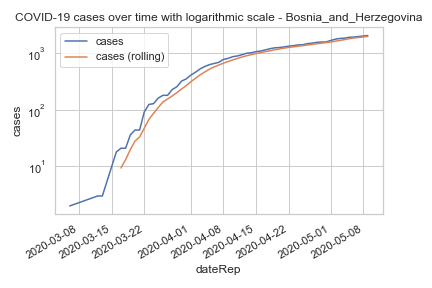 COVID-19 cases over time with logarithmic scale - Bosnia_and_Herzegovina
cases
cases (rolling)
10³
10²
10¹
cases
2020-03-08
2020-03-15
2020-03-22
2020-04-01
2020-04-08
2020-04-15
2020-04-22
2020-05-01
2020-05-08
dateRep